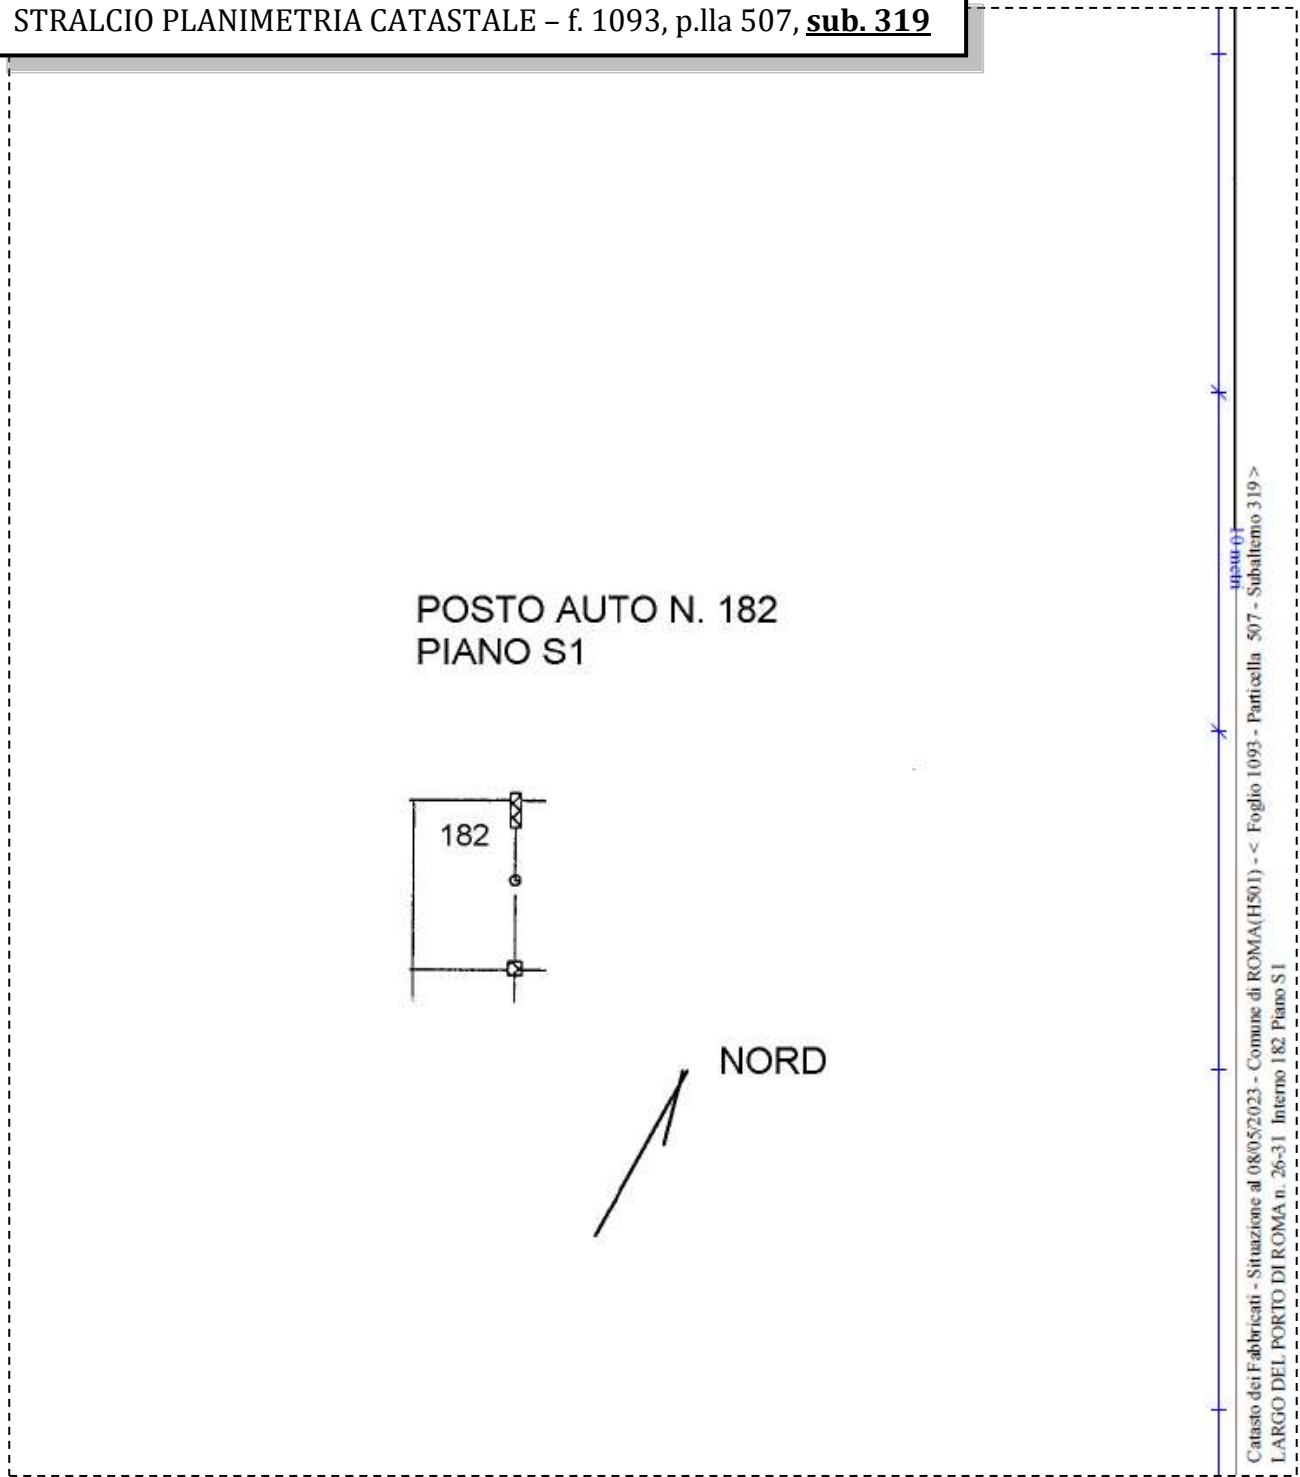 STRALCIO PLANIMETRIA CATASTALE – f. 1093, p.lla 507, sub. 319
POSTO AUTO N. 182
PIANO S1
182
NORD
10 metri
Catasto dei Fabbricati - Situazione al 08/05/2023 - Comune di ROMA(H501) - < Foglio 1093 - Particella 507 - Subalterno 319 >
LARGO DEL PORTO DI ROMA n. 26-31 Interno 182 Piano S1